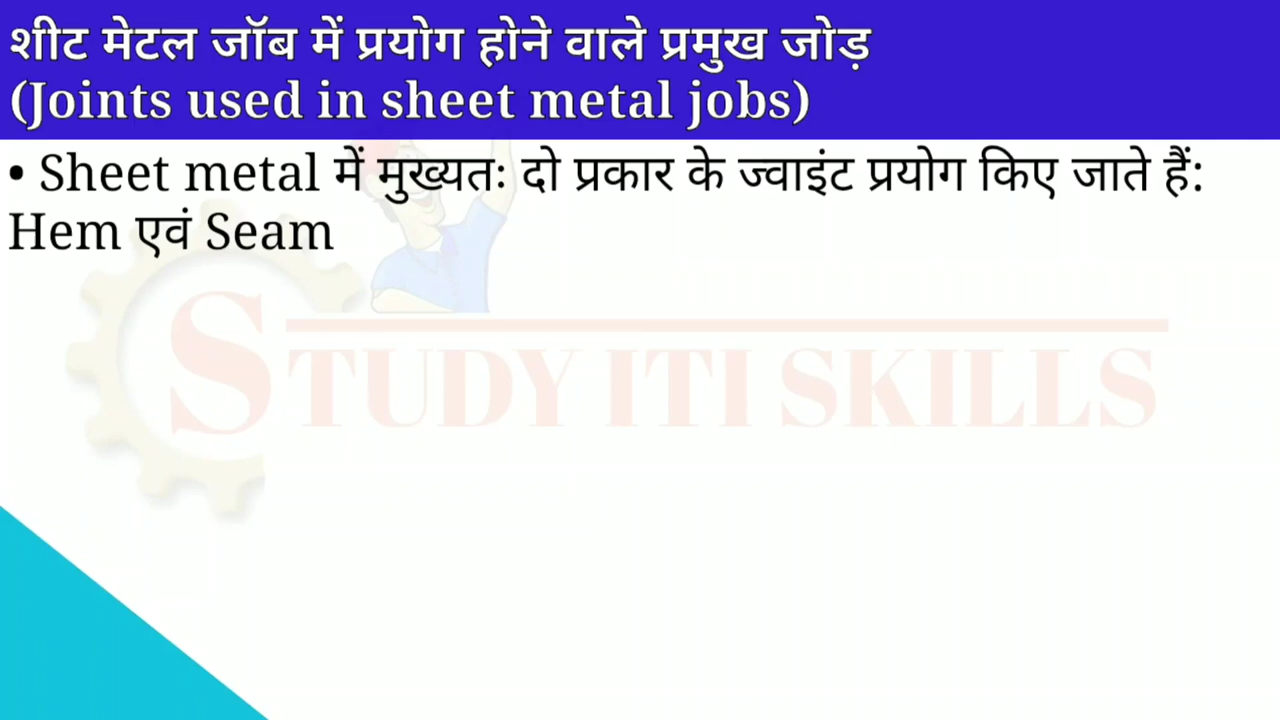 शीट मेटल जॉब में प्रयोग होने वाले प्रमुख जोड़
(Joints used in sheet metal jobs)
• Sheet metal में मुख्यतः दो प्रकार के ज्वाइंट प्रयोग किए जाते हैं:
Hem एवं Seam
STUDY ITI SKILLS